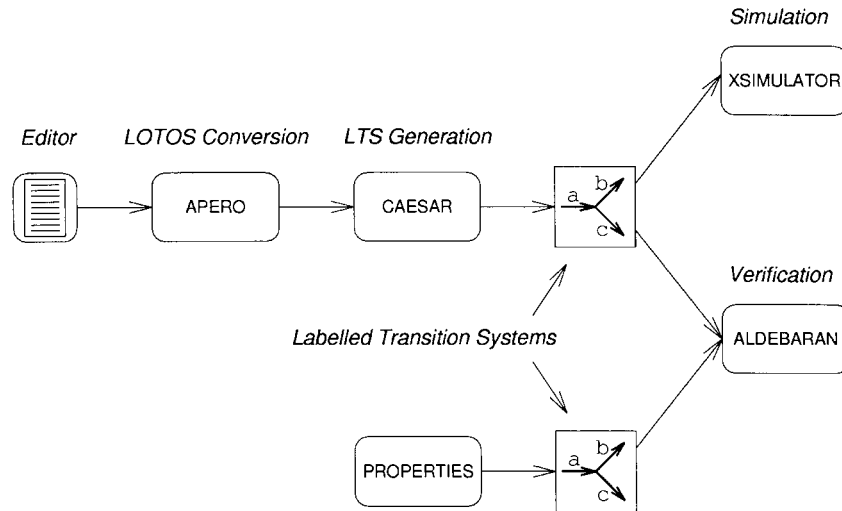 Simulation
XSIMULATOR
Editor
LOTOS Conversion
LTS Generation
APERO
CAESAR
a
b
c
Verification
ALDEBARAN
Labelled Transition Systems
PROPERTIES
a
b
c